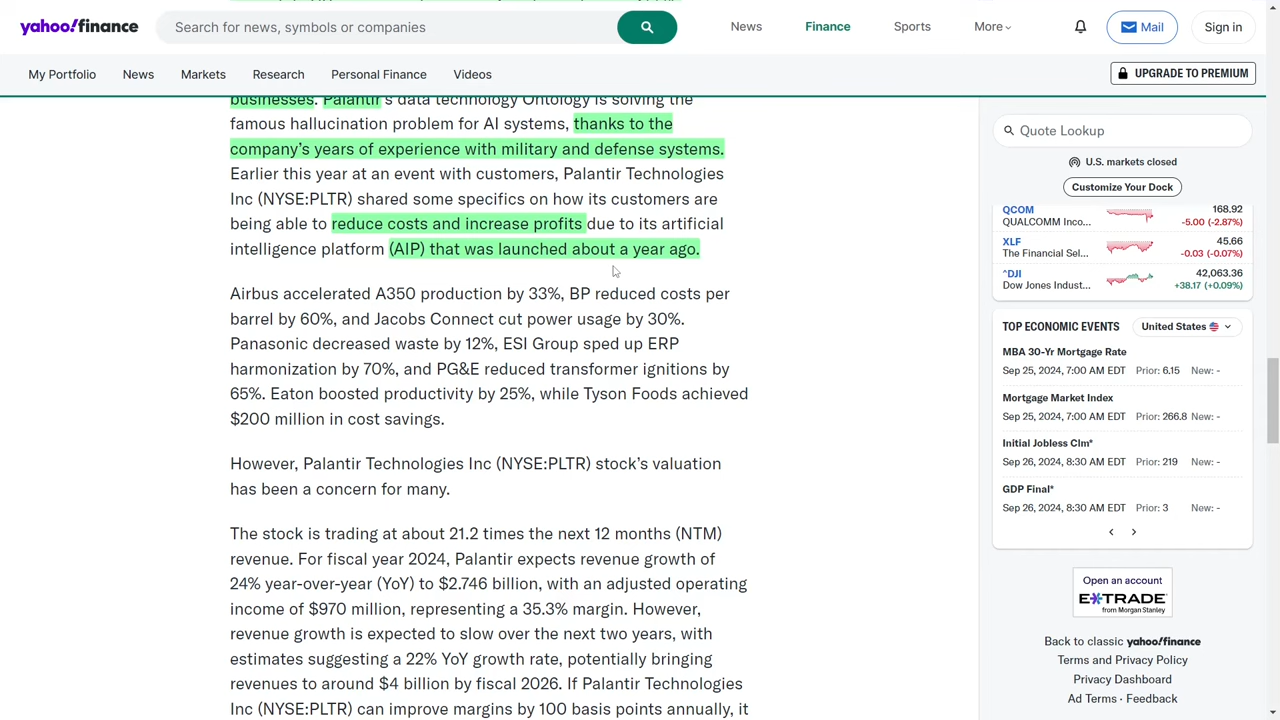 yahoo!finance
Search for news, symbols or companies
News
Finance
Sports
More
Mail
Sign in
My Portfolio
News
Markets
Research
Personal Finance
Videos
UPGRADE TO PREMIUM
businesses. Palantir's data technology Ontology is solving the
famous hallucination problem for AI systems, thanks to the
company's years of experience with military and defense systems.
Earlier this year at an event with customers, Palantir Technologies
Inc (NYSE:PLTR) shared some specifics on how its customers are
being able to reduce costs and increase profits due to its artificial
intelligence platform (AIP) that was launched about a year ago.
Airbus accelerated A350 production by 33%, BP reduced costs per
barrel by 60%, and Jacobs Connect cut power usage by 30%.
Panasonic decreased waste by 12%, ESI Group sped up ERP
harmonization by 70%, and PG&E reduced transformer ignitions by
65%. Eaton boosted productivity by 25%, while Tyson Foods achieved
$200 million in cost savings.
However, Palantir Technologies Inc (NYSE:PLTR) stock's valuation
has been a concern for many.
The stock is trading at about 21.2 times the next 12 months (NTM)
revenue. For fiscal year 2024, Palantir expects revenue growth of
24% year-over-year (YoY) to $2.746 billion, with an adjusted operating
income of $970 million, representing a 35.3% margin. However,
revenue growth is expected to slow over the next two years, with
estimates suggesting a 22% YoY growth rate, potentially bringing
revenues to around $4 billion by fiscal 2026. If Palantir Technologies
Inc (NYSE:PLTR) can improve margins by 100 basis points annually, it
Quote Lookup
U.S. markets closed
Customize Your Dock
QCOM 168.92
QUALCOMM Inco... -5.00 (-2.87%)
XLF 45.66
The Financial Sel... -0.03 (-0.07%)
^DJI 42,063.36
Dow Jones Indust... +38.17 (+0.09%)
TOP ECONOMIC EVENTS United States
MBA 30-Yr Mortgage Rate
Sep 25, 2024, 7:00 AM EDT Prior: 6.15 New: -
Mortgage Market Index
Sep 25, 2024, 7:00 AM EDT Prior: 266.8 New: -
Initial Jobless Clm*
Sep 26, 2024, 8:30 AM EDT Prior: 219 New: -
GDP Final*
Sep 26, 2024, 8:30 AM EDT Prior: 3 New: -
Open an account
E*TRADE
from Morgan Stanley
Back to classic yahoo!finance
Terms and Privacy Policy
Privacy Dashboard
Ad Terms · Feedback